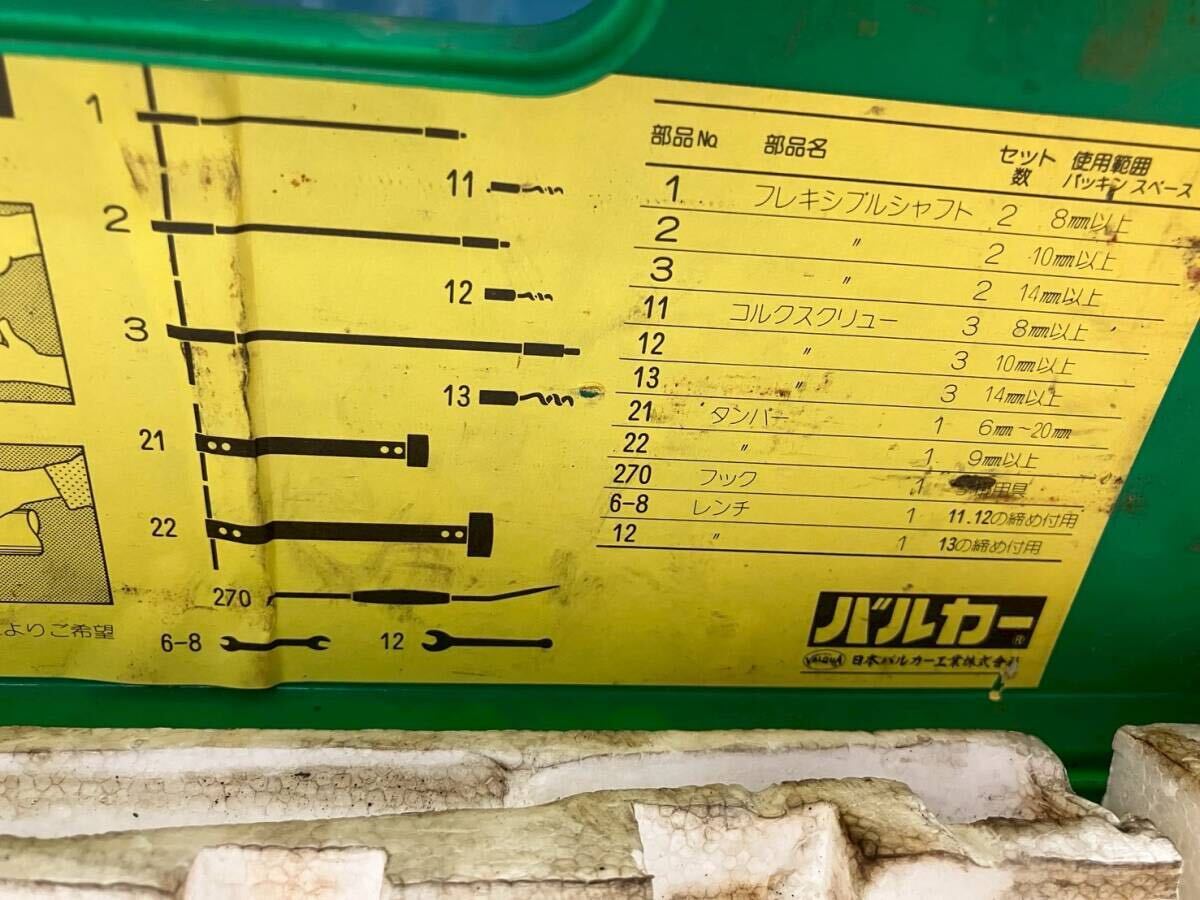 1
11
2
12
3
13
21
22
270
よりご希望
6-8
12
部品No. 部品名 セット数 使用範囲 パッキンスペース
1 フレキシブルシャフト 2 8mm以上
2 〃 2 10mm以上
3 〃 2 14mm以上
11 コルクスクリュー 3 8mm以上
12 〃 3 10mm以上
13 〃 3 14mm以上
21 タンパー 1 6mm〜20mm
22 〃 1 9mm以上
270 フック 1 用具
6-8 レンチ 1 11.12の締め付用
12 〃 1 13の締め付用
バルカー®
VALQUA 日本バルカー工業株式会